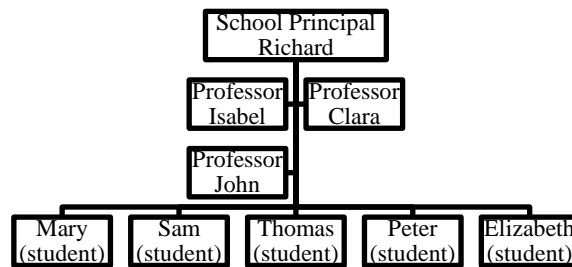 School Principal
Richard
Professor
Isabel
Professor
Clara
Professor
John
Mary
(student)
Sam
(student)
Thomas
(student)
Peter
(student)
Elizabeth
(student)